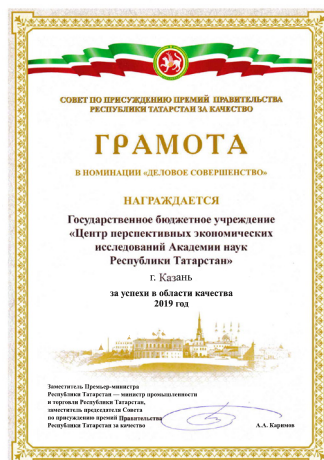 СОВЕТ ПО ПРИСУЖДЕНИЮ ПРЕМИЙ ПРАВИТЕЛЬСТВА
РЕСПУБЛИКИ ТАТАРСТАН ЗА КАЧЕСТВО
ГРАМОТА
В НОМИНАЦИИ «ДЕЛОВОЕ СОВЕРШЕНСТВО»
НАГРАЖДАЕТСЯ
Государственное бюджетное учреждение
«Центр перспективных экономических
исследований Академии наук
Республики Татарстан»
г. Казань
за успехи в области качества
2019 год
Заместитель Премьер-министра
Республики Татарстан — министр промышленности
и торговли Республики Татарстан,
заместитель председателя Совета
по присуждению премий Правительства
Республики Татарстан за качество
А.А. Каримов